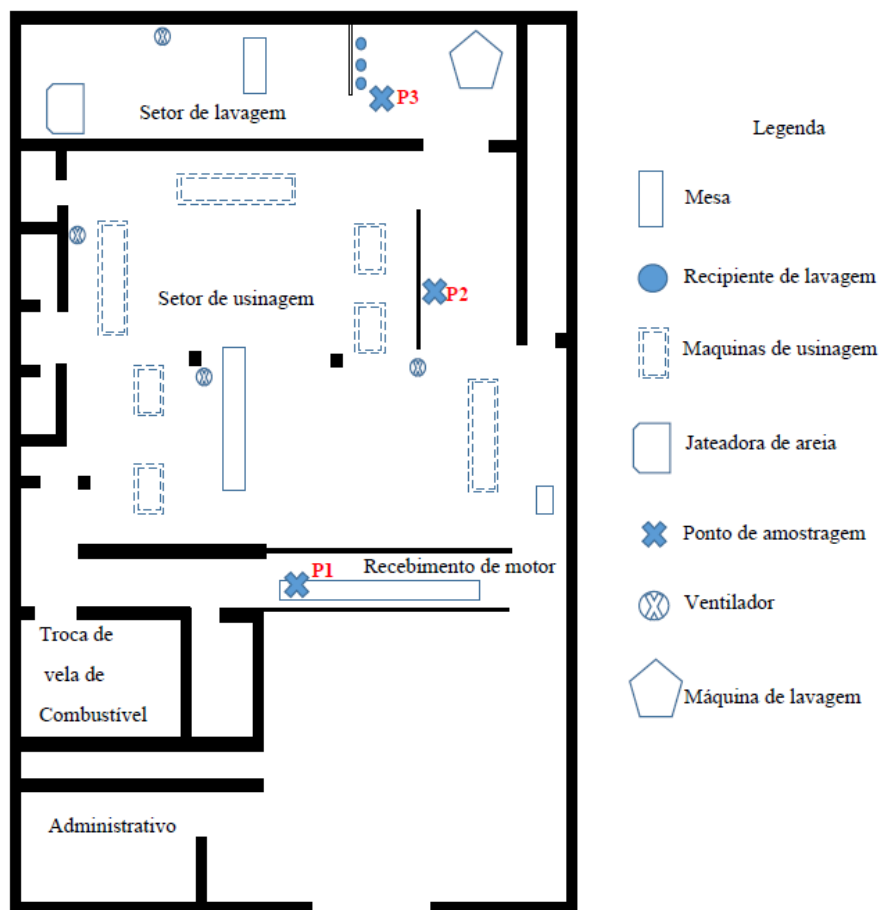 P3
Setor de lavagem
P2
Setor de usinagem
Recebimento de motor
P1
Troca de
vela de
Combustível
Administrativo
Legenda
Mesa
Recipiente de lavagem
Maquinas de usinagem
Jateadora de areia
Ponto de amostragem
Ventilador
Máquina de lavagem